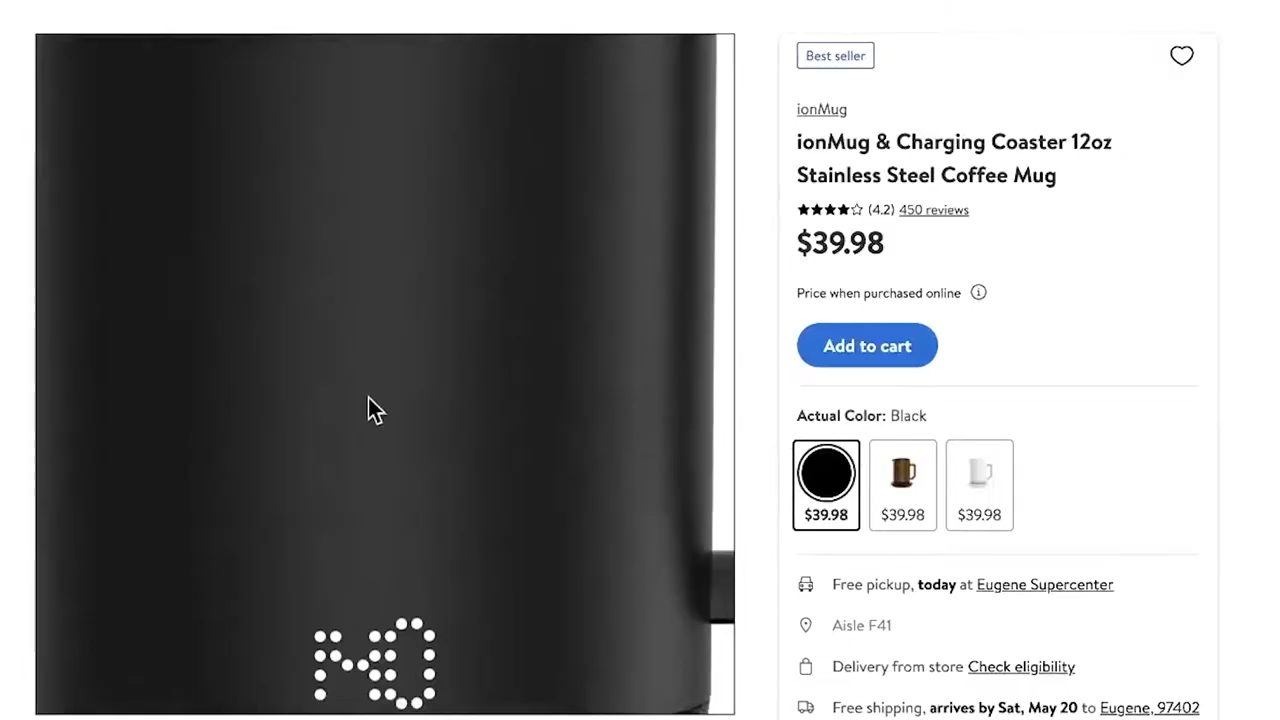 Best seller
ionMug
ionMug & Charging Coaster 12oz
Stainless Steel Coffee Mug
(4.2) 450 reviews
$39.98
Price when purchased online
Add to cart
Actual Color: Black
$39.98 $39.98 $39.98
Free pickup, today at Eugene Supercenter
Aisle F41
Delivery from store Check eligibility
Free shipping, arrives by Sat, May 20 to Eugene, 97402